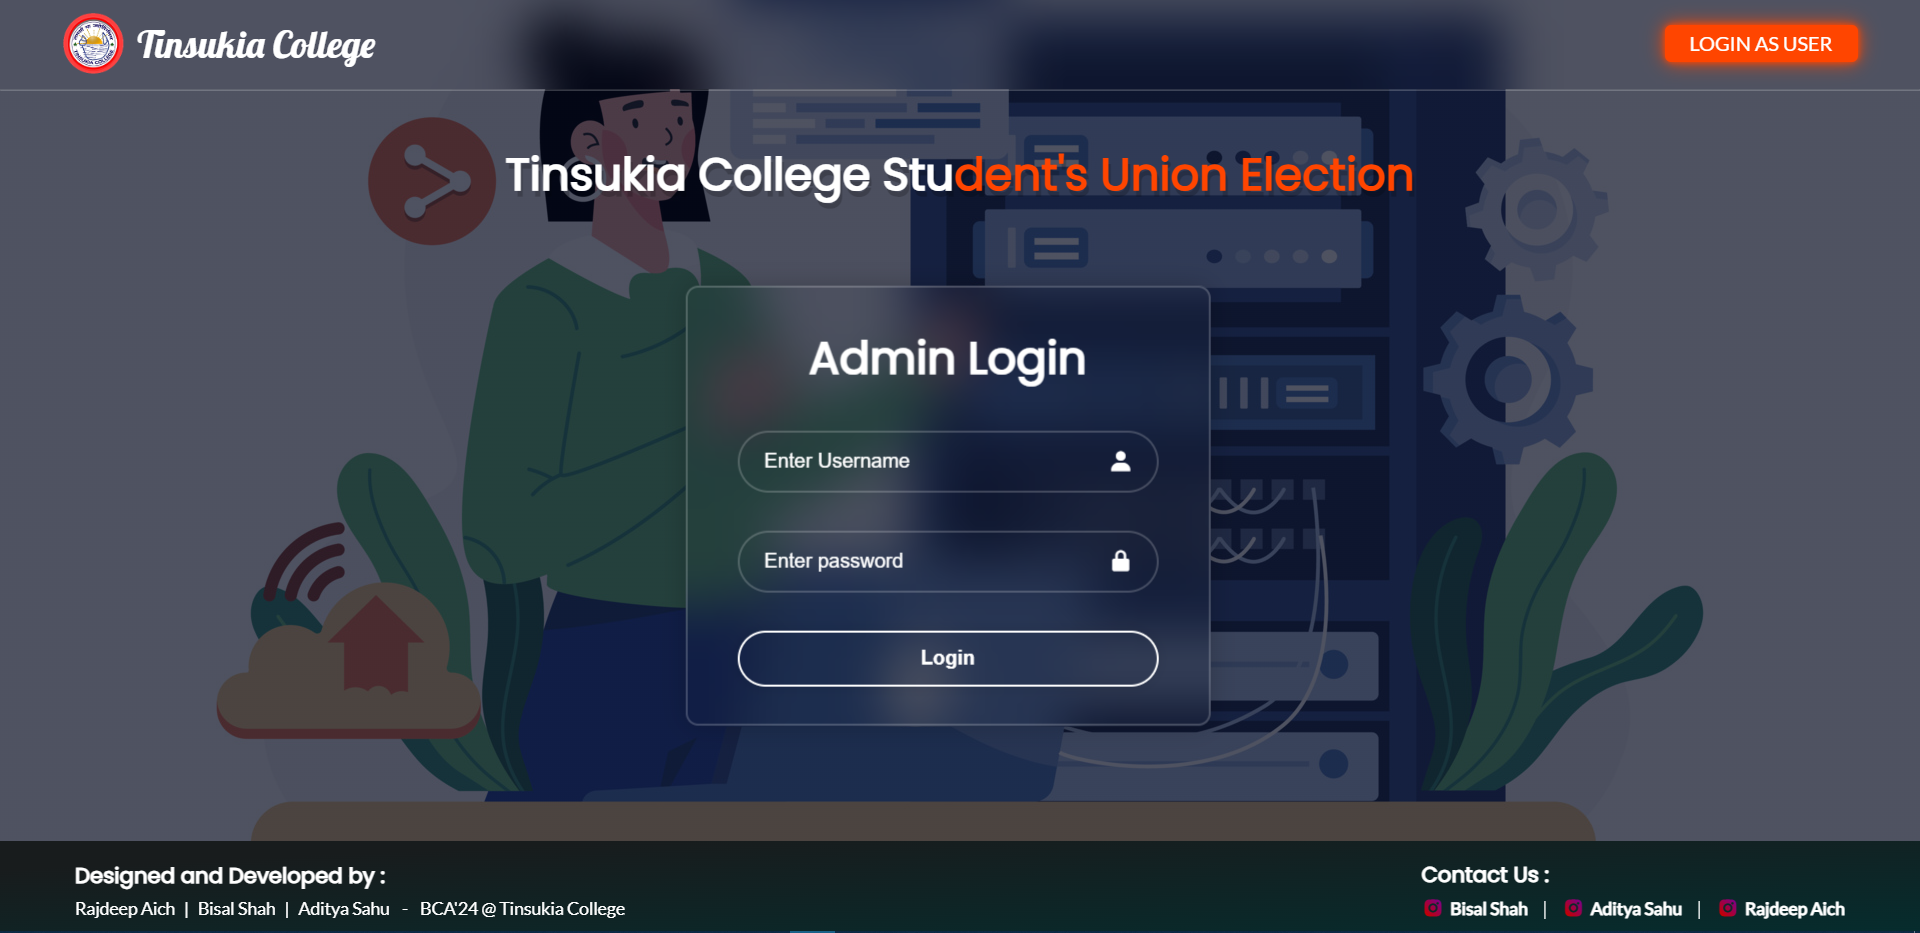 Tinsukia College
LOGIN AS USER
Tinsukia College Student's Union Election
Admin Login
Enter Username
Enter password
Login
Designed and Developed by :
Rajdeep Aich | Bisal Shah | Aditya Sahu - BCA'24 @ Tinsukia College
Contact Us :
Bisal Shah | Aditya Sahu | Rajdeep Aich